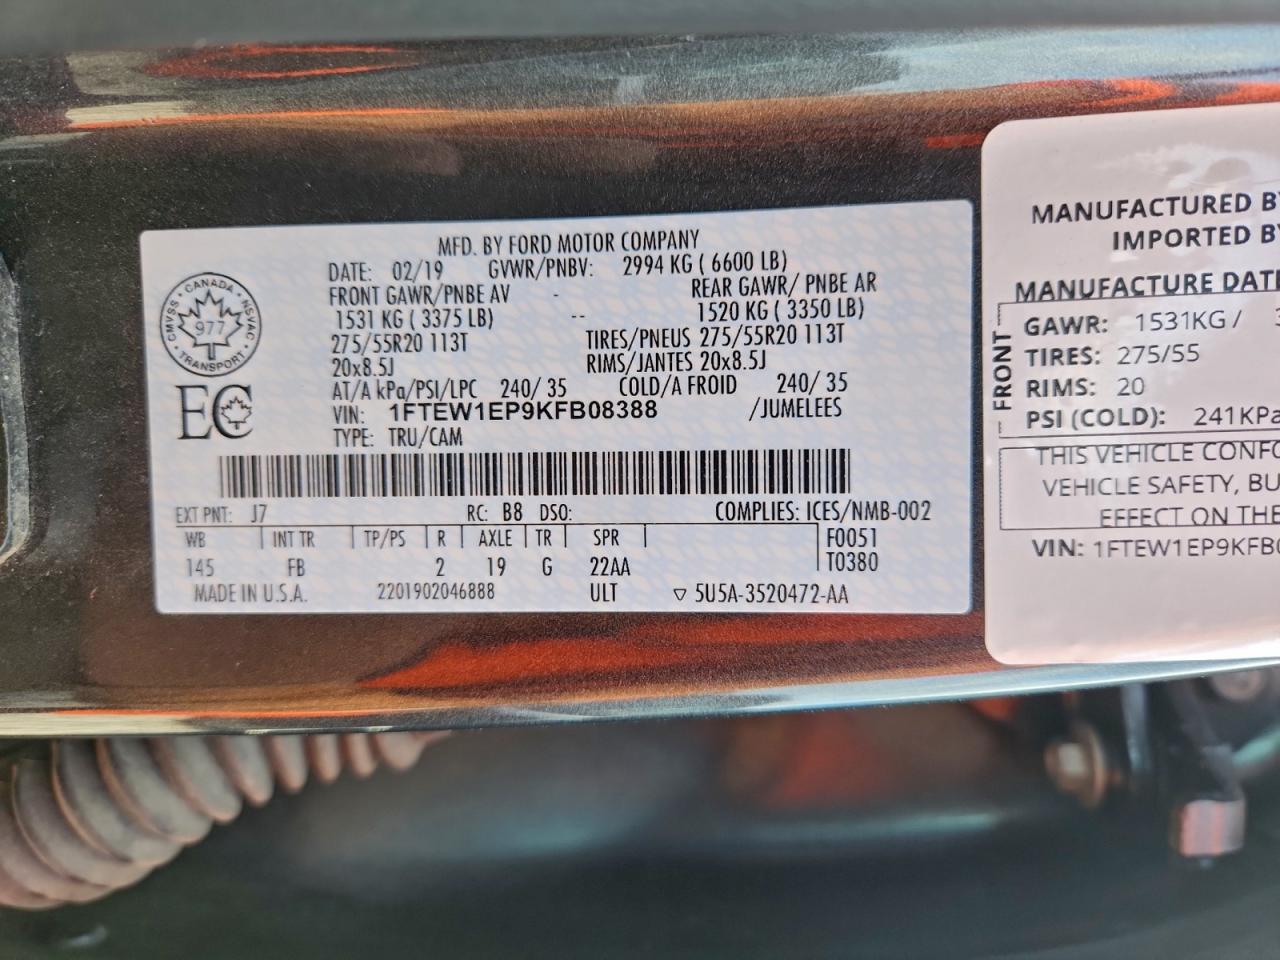 MFD. BY FORD MOTOR COMPANY
DATE: 02/19 GVWR/PNBV: 2994 KG ( 6600 LB)
FRONT GAWR/PNBE AV - REAR GAWR/ PNBE AR
1531 KG ( 3375 LB) -- 1520 KG ( 3350 LB)
275/55R20 113T TIRES/PNEUS 275/55R20 113T
20x8.5J RIMS/JANTES 20x8.5J
AT/A kPa/PSI/LPC 240/ 35 COLD/A FROID 240/ 35
VIN: 1FTEW1EP9KFB08388 /JUMELEES
TYPE: TRU/CAM
CANADA
CMVSS 977 NSVAC
TRANSPORT
EC
EXT PNT: J7 RC: B8 DSO: COMPLIES: ICES/NMB-002
WB INT TR TP/PS R AXLE TR SPR F0051
145 FB 2 19 G 22AA T0380
MADE IN U.S.A. 2201902046888 ULT ▽ 5U5A-3520472-AA
MANUFACTURED B
IMPORTED B
MANUFACTURE DATE
FRONT
GAWR: 1531KG /
TIRES: 275/55
RIMS: 20
PSI (COLD): 241KPa
THIS VEHICLE CONFO
VEHICLE SAFETY, BU
EFFECT ON THE
VIN: 1FTEW1EP9KFB0